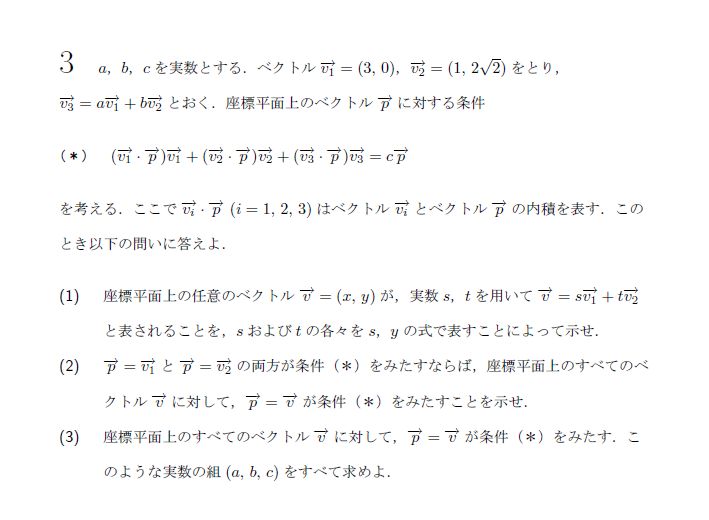 3 a, b, c を実数とする．ベクトル $\overrightarrow{v_1} = (3, 0)$, $\overrightarrow{v_2} = (1, 2\sqrt{2})$ をとり，
$\overrightarrow{v_3} = a\overrightarrow{v_1} + b\overrightarrow{v_2}$ とおく．座標平面上のベクトル $\overrightarrow{p}$ に対する条件
（*） $(\overrightarrow{v_1} \cdot \overrightarrow{p})\overrightarrow{v_1} + (\overrightarrow{v_2} \cdot \overrightarrow{p})\overrightarrow{v_2} + (\overrightarrow{v_3} \cdot \overrightarrow{p})\overrightarrow{v_3} = c\overrightarrow{p}$
を考える．ここで $\overrightarrow{v_i} \cdot \overrightarrow{p}$ (i = 1, 2, 3) はベクトル $\overrightarrow{v_i}$ とベクトル $\overrightarrow{p}$ の内積を表す．この
とき以下の問いに答えよ．
(1) 座標平面上の任意のベクトル $\overrightarrow{v} = (x, y)$ が，実数 s, t を用いて $\overrightarrow{v} = s\overrightarrow{v_1} + t\overrightarrow{v_2}$
と表されることを，s および t の各々を s, y の式で表すことによって示せ．
(2) $\overrightarrow{p} = \overrightarrow{v_1}$ と $\overrightarrow{p} = \overrightarrow{v_2}$ の両方が条件（*）をみたすならば，座標平面上のすべてのベ
クトル $\overrightarrow{v}$ に対して，$\overrightarrow{p} = \overrightarrow{v}$ が条件（*）をみたすことを示せ．
(3) 座標平面上のすべてのベクトル $\overrightarrow{v}$ に対して，$\overrightarrow{p} = \overrightarrow{v}$ が条件（*）をみたす．こ
のような実数の組 (a, b, c) をすべて求めよ．